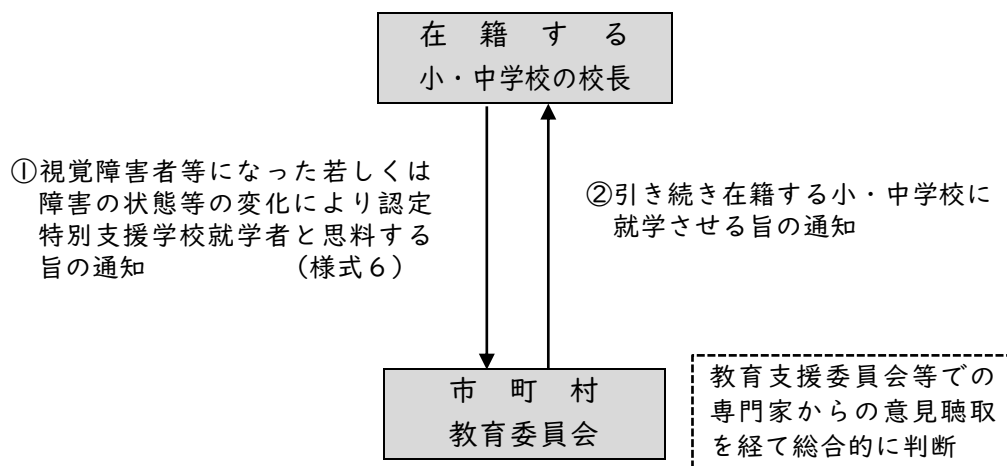 在籍する
小・中学校の校長
①視覚障害者等になった若しくは
障害の状態等の変化により認定
特別支援学校就学者と思料する
旨の通知　　　　　　（様式６）
②引き続き在籍する小・中学校に
就学させる旨の通知
市町村
教育委員会
教育支援委員会等での
専門家からの意見聴取
を経て総合的に判断